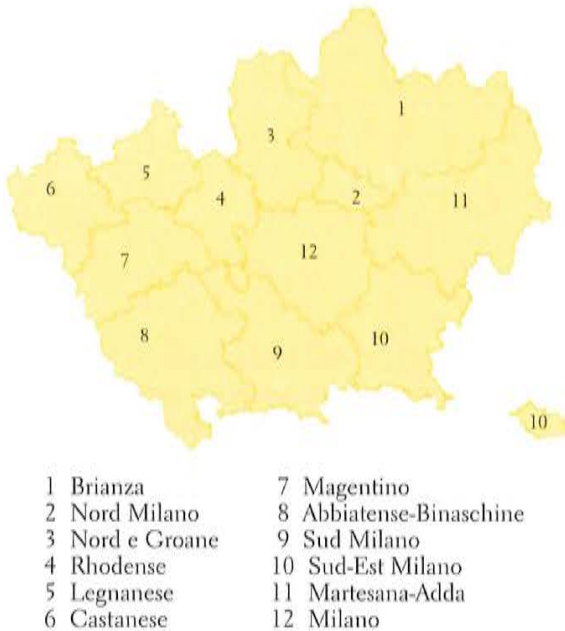 1
3
5
6
4
2
11
12
7
8
9
10
10
1 Brianza
2 Nord Milano
3 Nord e Groane
4 Rhodense
5 Legnanese
6 Castanese
7 Magentino
8 Abbiatense-Binaschine
9 Sud Milano
10 Sud-Est Milano
11 Martesana-Adda
12 Milano